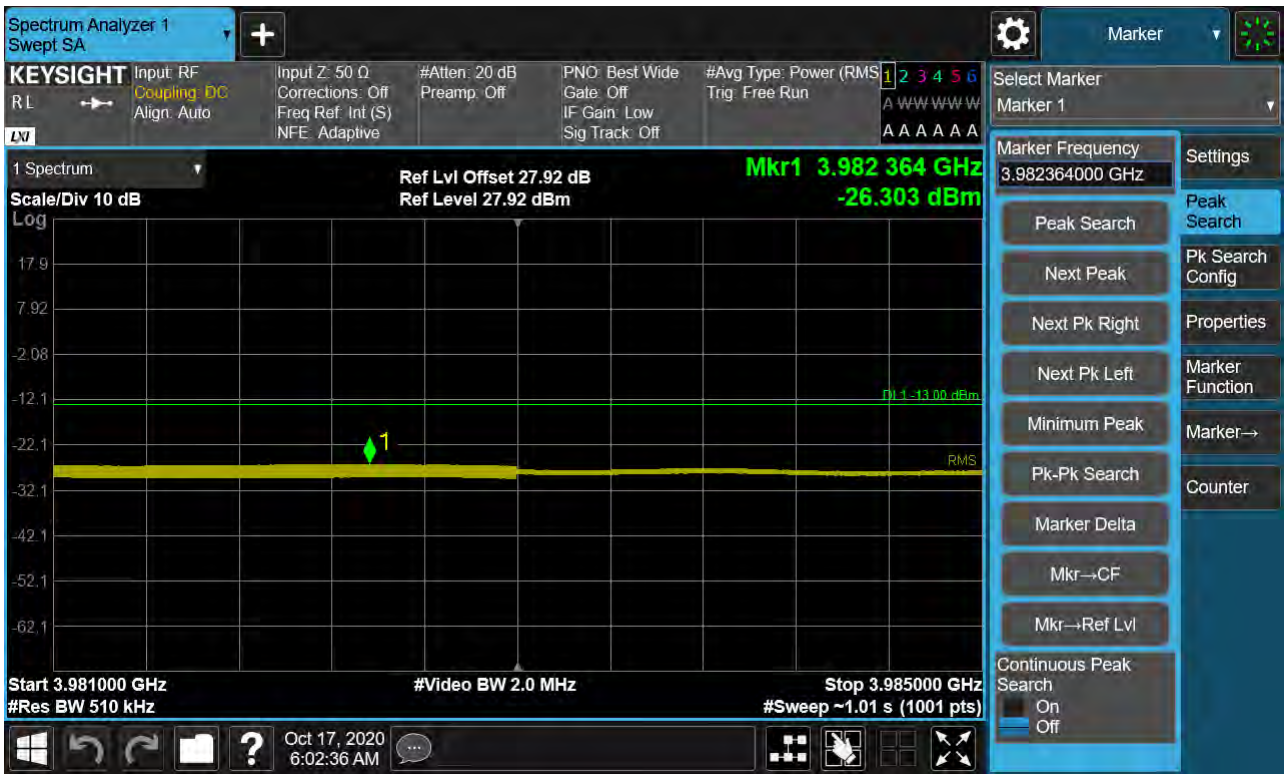 Spectrum Analyzer 1
Swept SA
Marker
KEYSIGHT
R L
LXI
Input: RF
Coupling: DC
Align: Auto
Input Z: 50 Ω
Corrections: Off
Freq Ref: Int (S)
NFE: Adaptive
#Atten: 20 dB
Preamp: Off
PNO: Best Wide
Gate: Off
IF Gain: Low
Sig Track: Off
#Avg Type: Power (RMS
Trig: Free Run
1 2 3 4 5 6
A W W W W W
A A A A A A
Select Marker
Marker 1
1 Spectrum
Scale/Div 10 dB
Log
Ref Lvl Offset 27.92 dB
Ref Level 27.92 dBm
Mkr1 3.982 364 GHz
-26.303 dBm
17.9
7.92
-2.08
-12.1
-22.1
-32.1
-42.1
-52.1
-62.1
DL1 -13.00 dBm
1
RMS
Start 3.981000 GHz
#Res BW 510 kHz
#Video BW 2.0 MHz
Stop 3.985000 GHz
#Sweep ~1.01 s (1001 pts)
Marker Frequency
3.982364000 GHz
Peak Search
Next Peak
Next Pk Right
Next Pk Left
Minimum Peak
Pk-Pk Search
Marker Delta
Mkr→CF
Mkr→Ref Lvl
Continuous Peak
Search
On
Off
Settings
Peak
Search
Pk Search
Config
Properties
Marker
Function
Marker→
Counter
?
Oct 17, 2020
6:02:36 AM